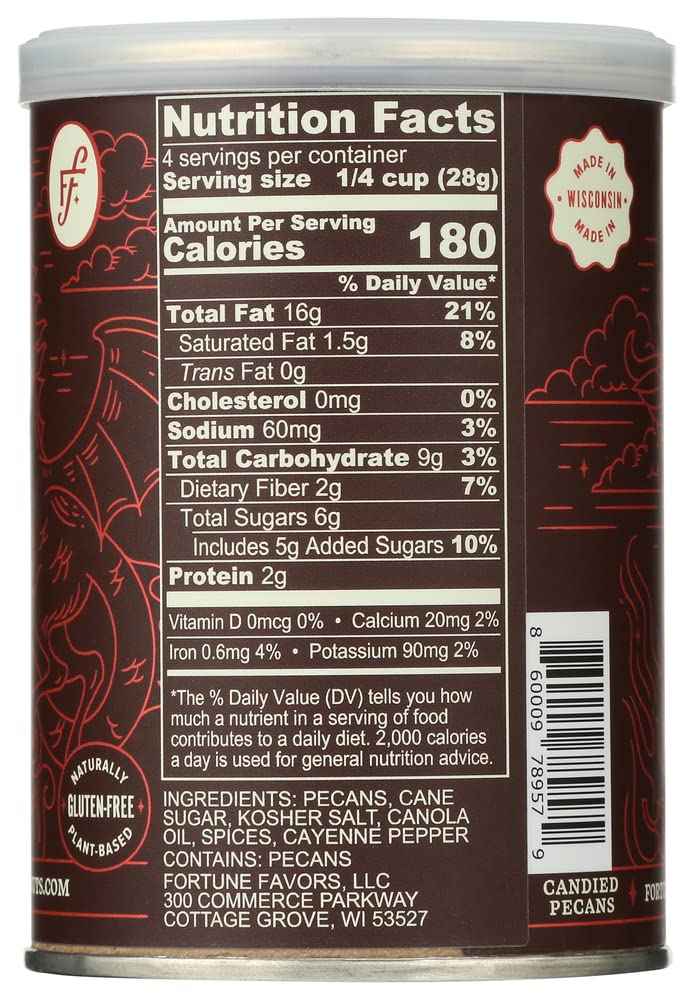 Nutrition Facts
4 servings per container
Serving size 1/4 cup (28g)
Amount Per Serving
Calories 180
% Daily Value*
Total Fat 16g 21%
Saturated Fat 1.5g 8%
Trans Fat 0g
Cholesterol 0mg 0%
Sodium 60mg 3%
Total Carbohydrate 9g 3%
Dietary Fiber 2g 7%
Total Sugars 6g
Includes 5g Added Sugars 10%
Protein 2g
Vitamin D 0mcg 0% • Calcium 20mg 2%
Iron 0.6mg 4% • Potassium 90mg 2%
*The % Daily Value (DV) tells you how
much a nutrient in a serving of food
contributes to a daily diet. 2,000 calories
a day is used for general nutrition advice.
INGREDIENTS: PECANS, CANE
SUGAR, KOSHER SALT, CANOLA
OIL, SPICES, CAYENNE PEPPER
CONTAINS: PECANS
FORTUNE FAVORS, LLC
300 COMMERCE PARKWAY
COTTAGE GROVE, WI 53527
FF
NATURALLY
GLUTEN-FREE
PLANT-BASED
UTS.COM
MADE IN
WISCONSIN
MADE IN
8 60009 78957 9
CANDIED
PECANS
FORT